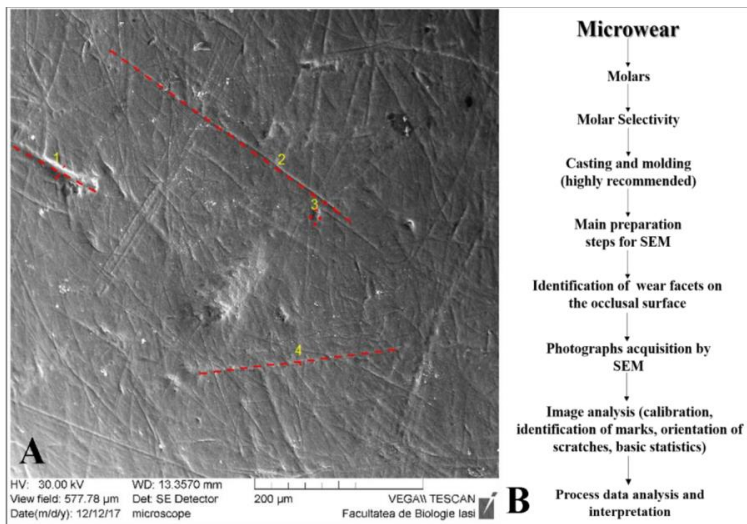 1
2
3
4
A
HV: 30.00 kV
WD: 13.3570 mm
View field: 577.78 µm
Det: SE Detector
200 µm
VEGA\\ TESCAN
Date(m/d/y): 12/12/17
microscope
Facultatea de Biologie Iasi
B
Microwear
Molars
Molar Selectivity
Casting and molding
(highly recommended)
Main preparation
steps for SEM
Identification of wear facets on
the occlusal surface
Photographs acquisition by
SEM
Image analysis (calibration,
identification of marks, orientation of
scratches, basic statistics)
Process data analysis and
interpretation